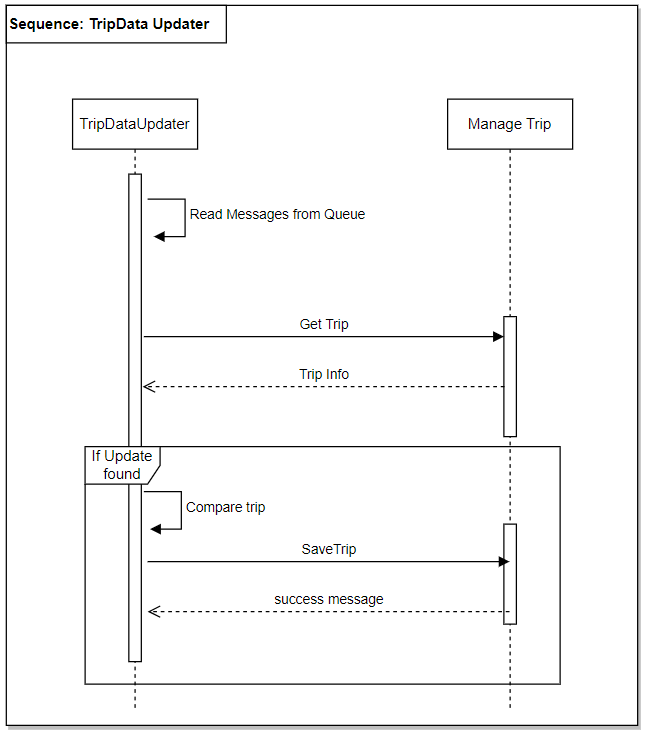 Sequence: TripData Updater
TripDataUpdater
Manage Trip
Read Messages from Queue
Get Trip
Trip Info
If Update
found
Compare trip
SaveTrip
success message